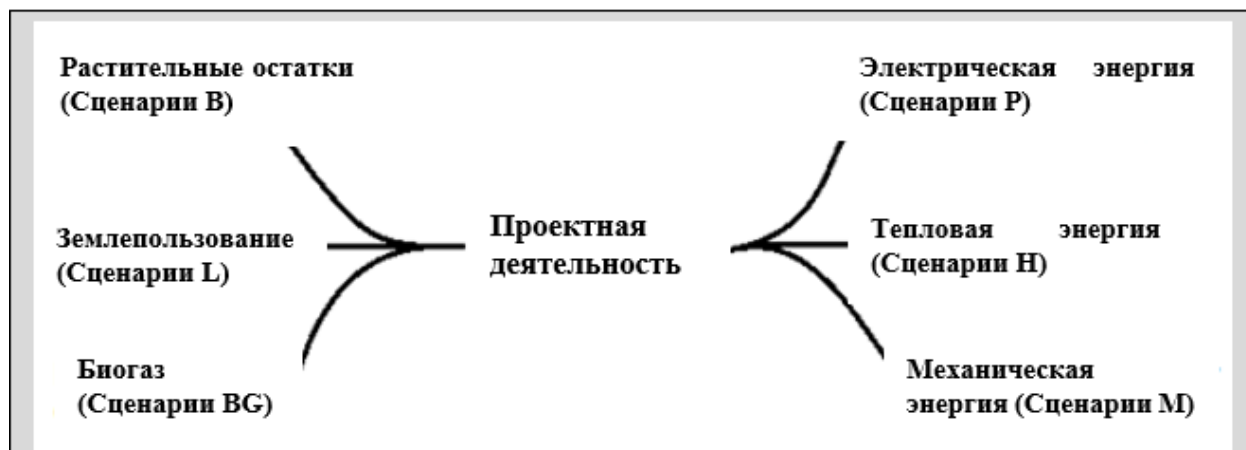 Растительные остатки
(Сценарии B)
Электрическая энергия
(Сценарии P)
Землепользование
(Сценарии L)
Проектная
деятельность
Тепловая энергия
(Сценарии H)
Биогаз
(Сценарии BG)
Механическая
энергия (Сценарии M)